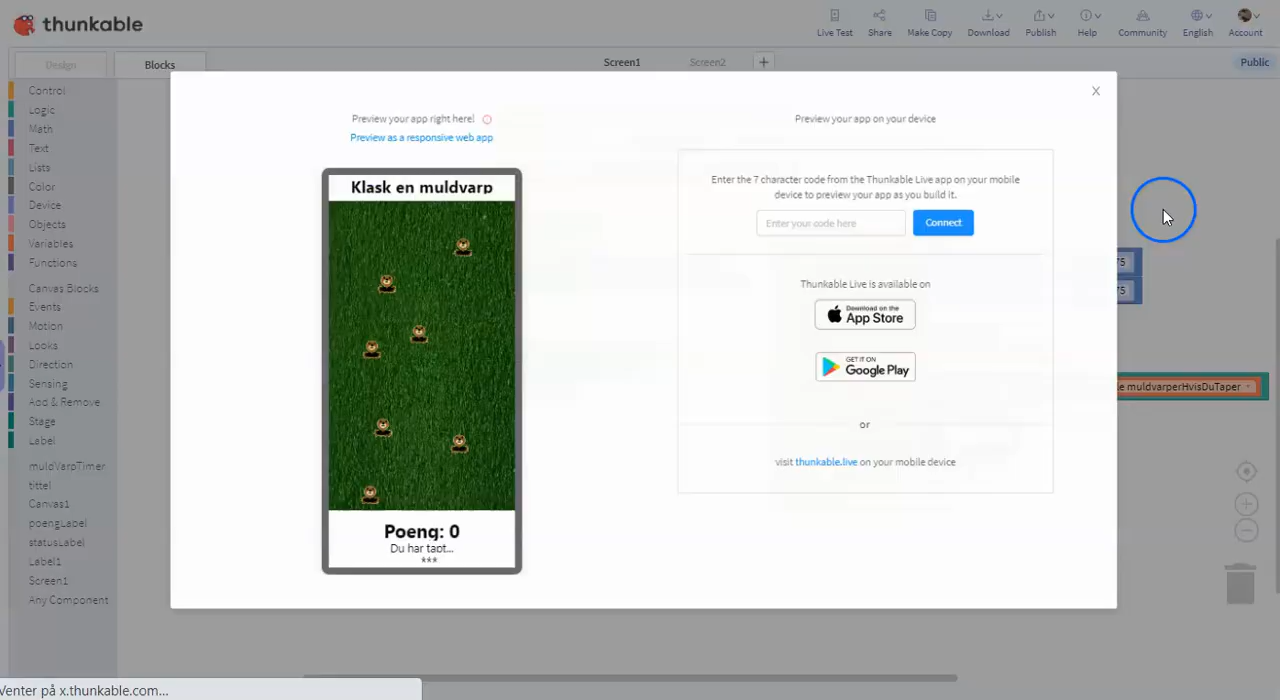 thunkable
Live Test Share Make Copy Download Publish Help Community English Account
Design Blocks Screen1 Screen2 + Public
X
Preview your app right here!
Preview as a responsive web app
Klask en muldvarp
Poeng: 0
Du har tapt...
***
Preview your app on your device
Enter the 7 character code from the Thunkable Live app on your mobile
device to preview your app as you build it.
Enter your code here Connect
Thunkable Live is available on
Download on the
App Store
GET IT ON
Google Play
or
visit thunkable.live on your mobile device
Control
Logic
Math
Text
Lists
Color
Device
Objects
Variables
Functions
Canvas Blocks
Events
Motion
Looks
Direction
Sensing
Add & Remove
Stage
Label
muldVarpTimer
tittel
Canvas1
poengLabel
statusLabel
Label1
Screen1
Any Component
75
75
muldvarperHvisDuTaper
Venter på x.thunkable.com...